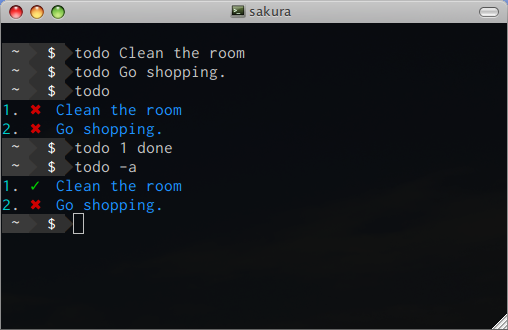 sakura
~ $ todo Clean the room
~ $ todo Go shopping.
~ $ todo
1. ✖ Clean the room
2. ✖ Go shopping.
~ $ todo 1 done
~ $ todo -a
1. ✓ Clean the room
2. ✖ Go shopping.
~ $